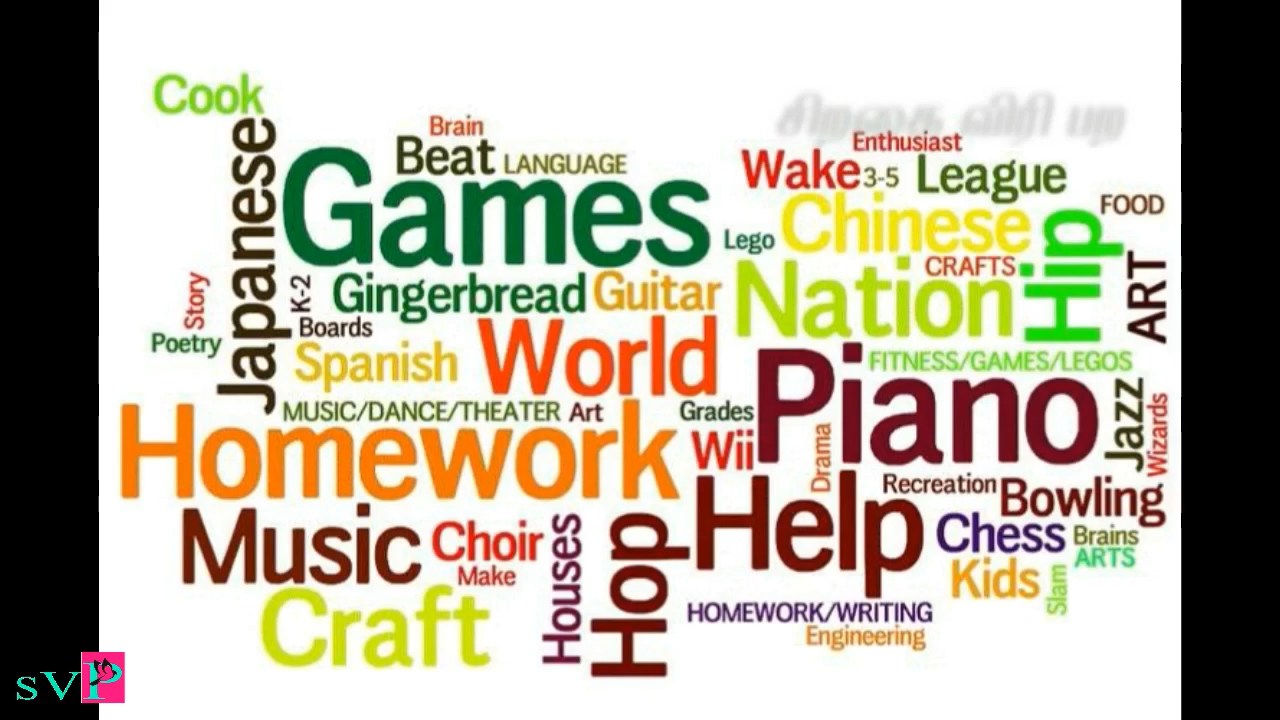 Cook
சிறகை விரி பற
Brain
Enthusiast
Beat LANGUAGE
Wake 3-5 League
Japanese
Games
FOOD
Chinese
Lego
Hip
CRAFTS
ART
Story
K-2
Gingerbread Guitar
Nation
Boards
Poetry
Spanish
World
FITNESS/GAMES/LEGOS
Piano
Jazz
Wizards
MUSIC/DANCE/THEATER Art
Grades
Homework
Wii
Drama
Help
Recreation
Bowling
Music
Choir
Make
Houses
Hop
Chess
Brains
ARTS
Kids
Slam
Craft
HOMEWORK/WRITING
Engineering
SVP